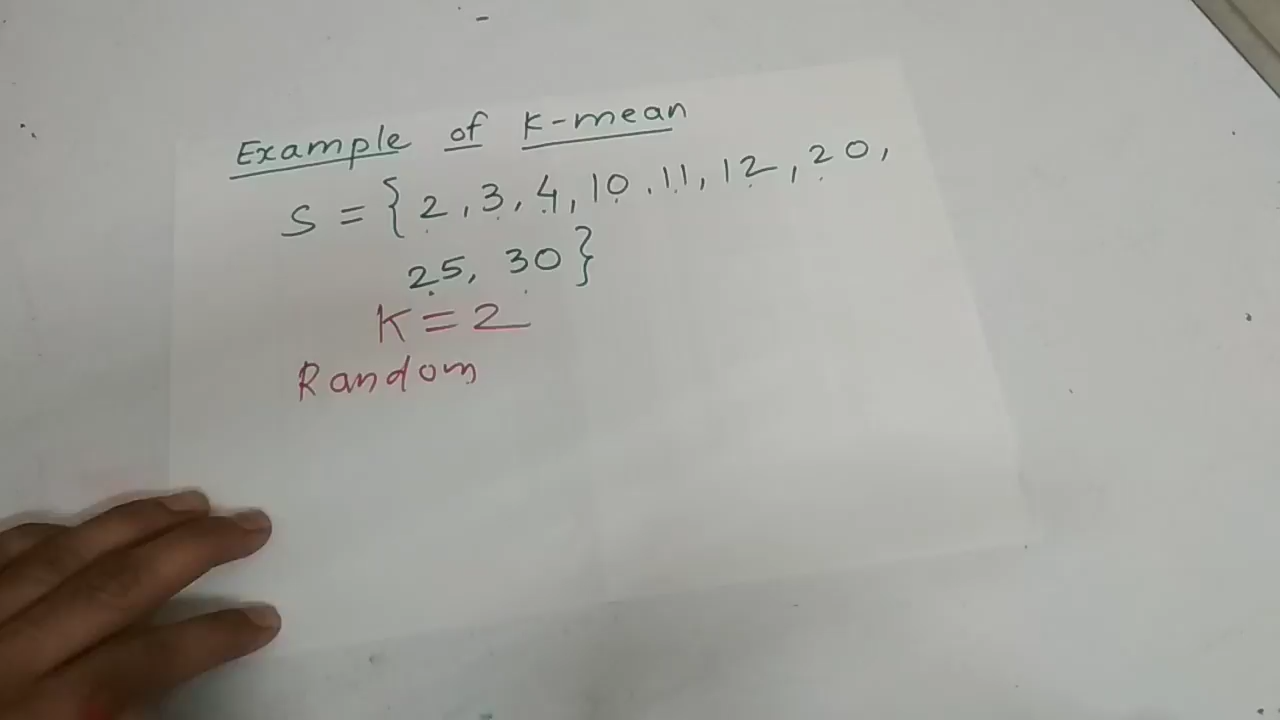 Example of K-mean
S = {2, 3, 4, 10, 11, 12, 20,
25, 30}
K = 2
Random